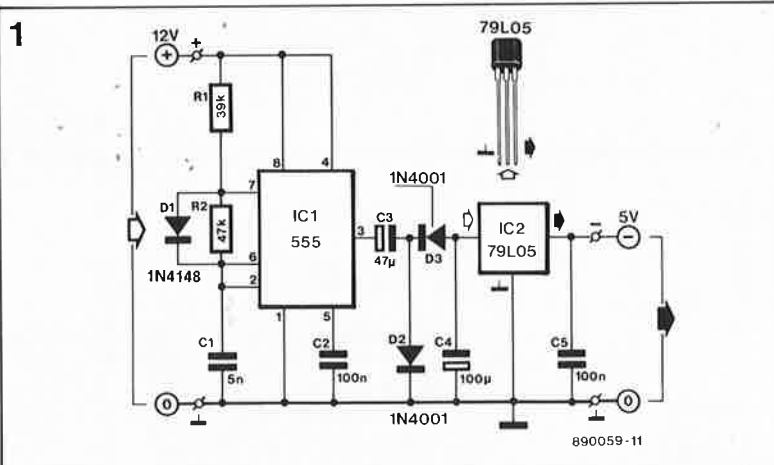 1
12V
79L05
+
+
R1
39k
8
4
1N4001
7
D1
R2
47k
IC1
555
3
C3
47µ
D3
IC2
79L05
–
5V
–
1N4148
6
2
1
5
C1
5n
C2
100n
D2
C4
100µ
C5
100n
0
1N4001
0
890059-11